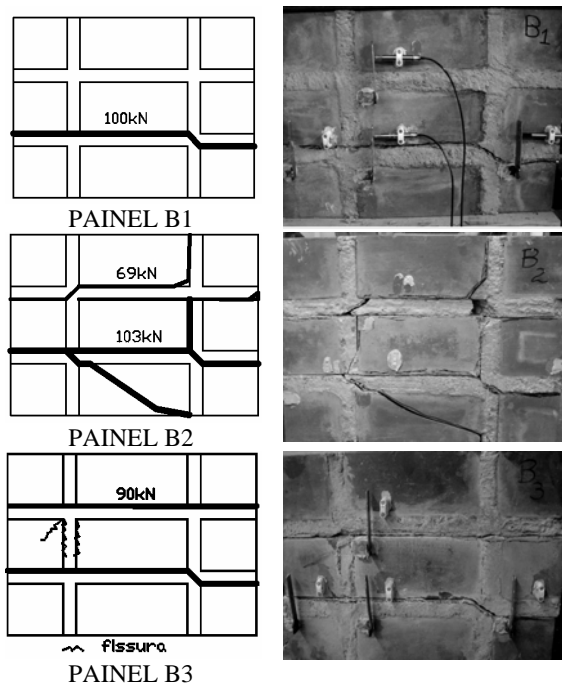 100kN
B1
PAINEL B1
69kN
103kN
B2
PAINEL B2
90kN
B3
fissura
PAINEL B3